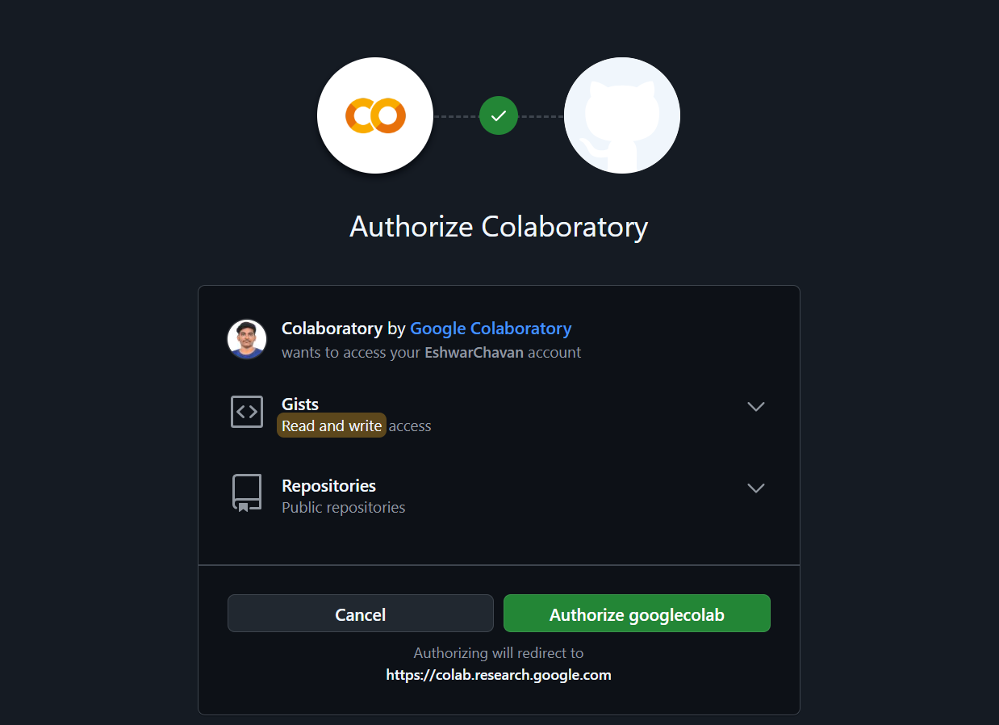 Authorize Colaboratory
Colaboratory by Google Colaboratory
wants to access your EshwarChavan account
Gists
Read and write access
Repositories
Public repositories
Cancel
Authorize googlecolab
Authorizing will redirect to
https://colab.research.google.com